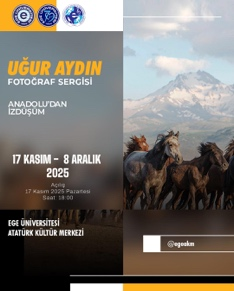 UĞUR AYDIN
FOTOĞRAF SERGİSİ
ANADOLU'DAN
İZDÜŞÜM
17 KASIM - 8 ARALIK
2025
Açılış
17 Kasım 2025 Pazartesi
Saat: 18:00
EGE ÜNİVERSİTESİ
ATATÜRK KÜLTÜR MERKEZİ
@egeakm